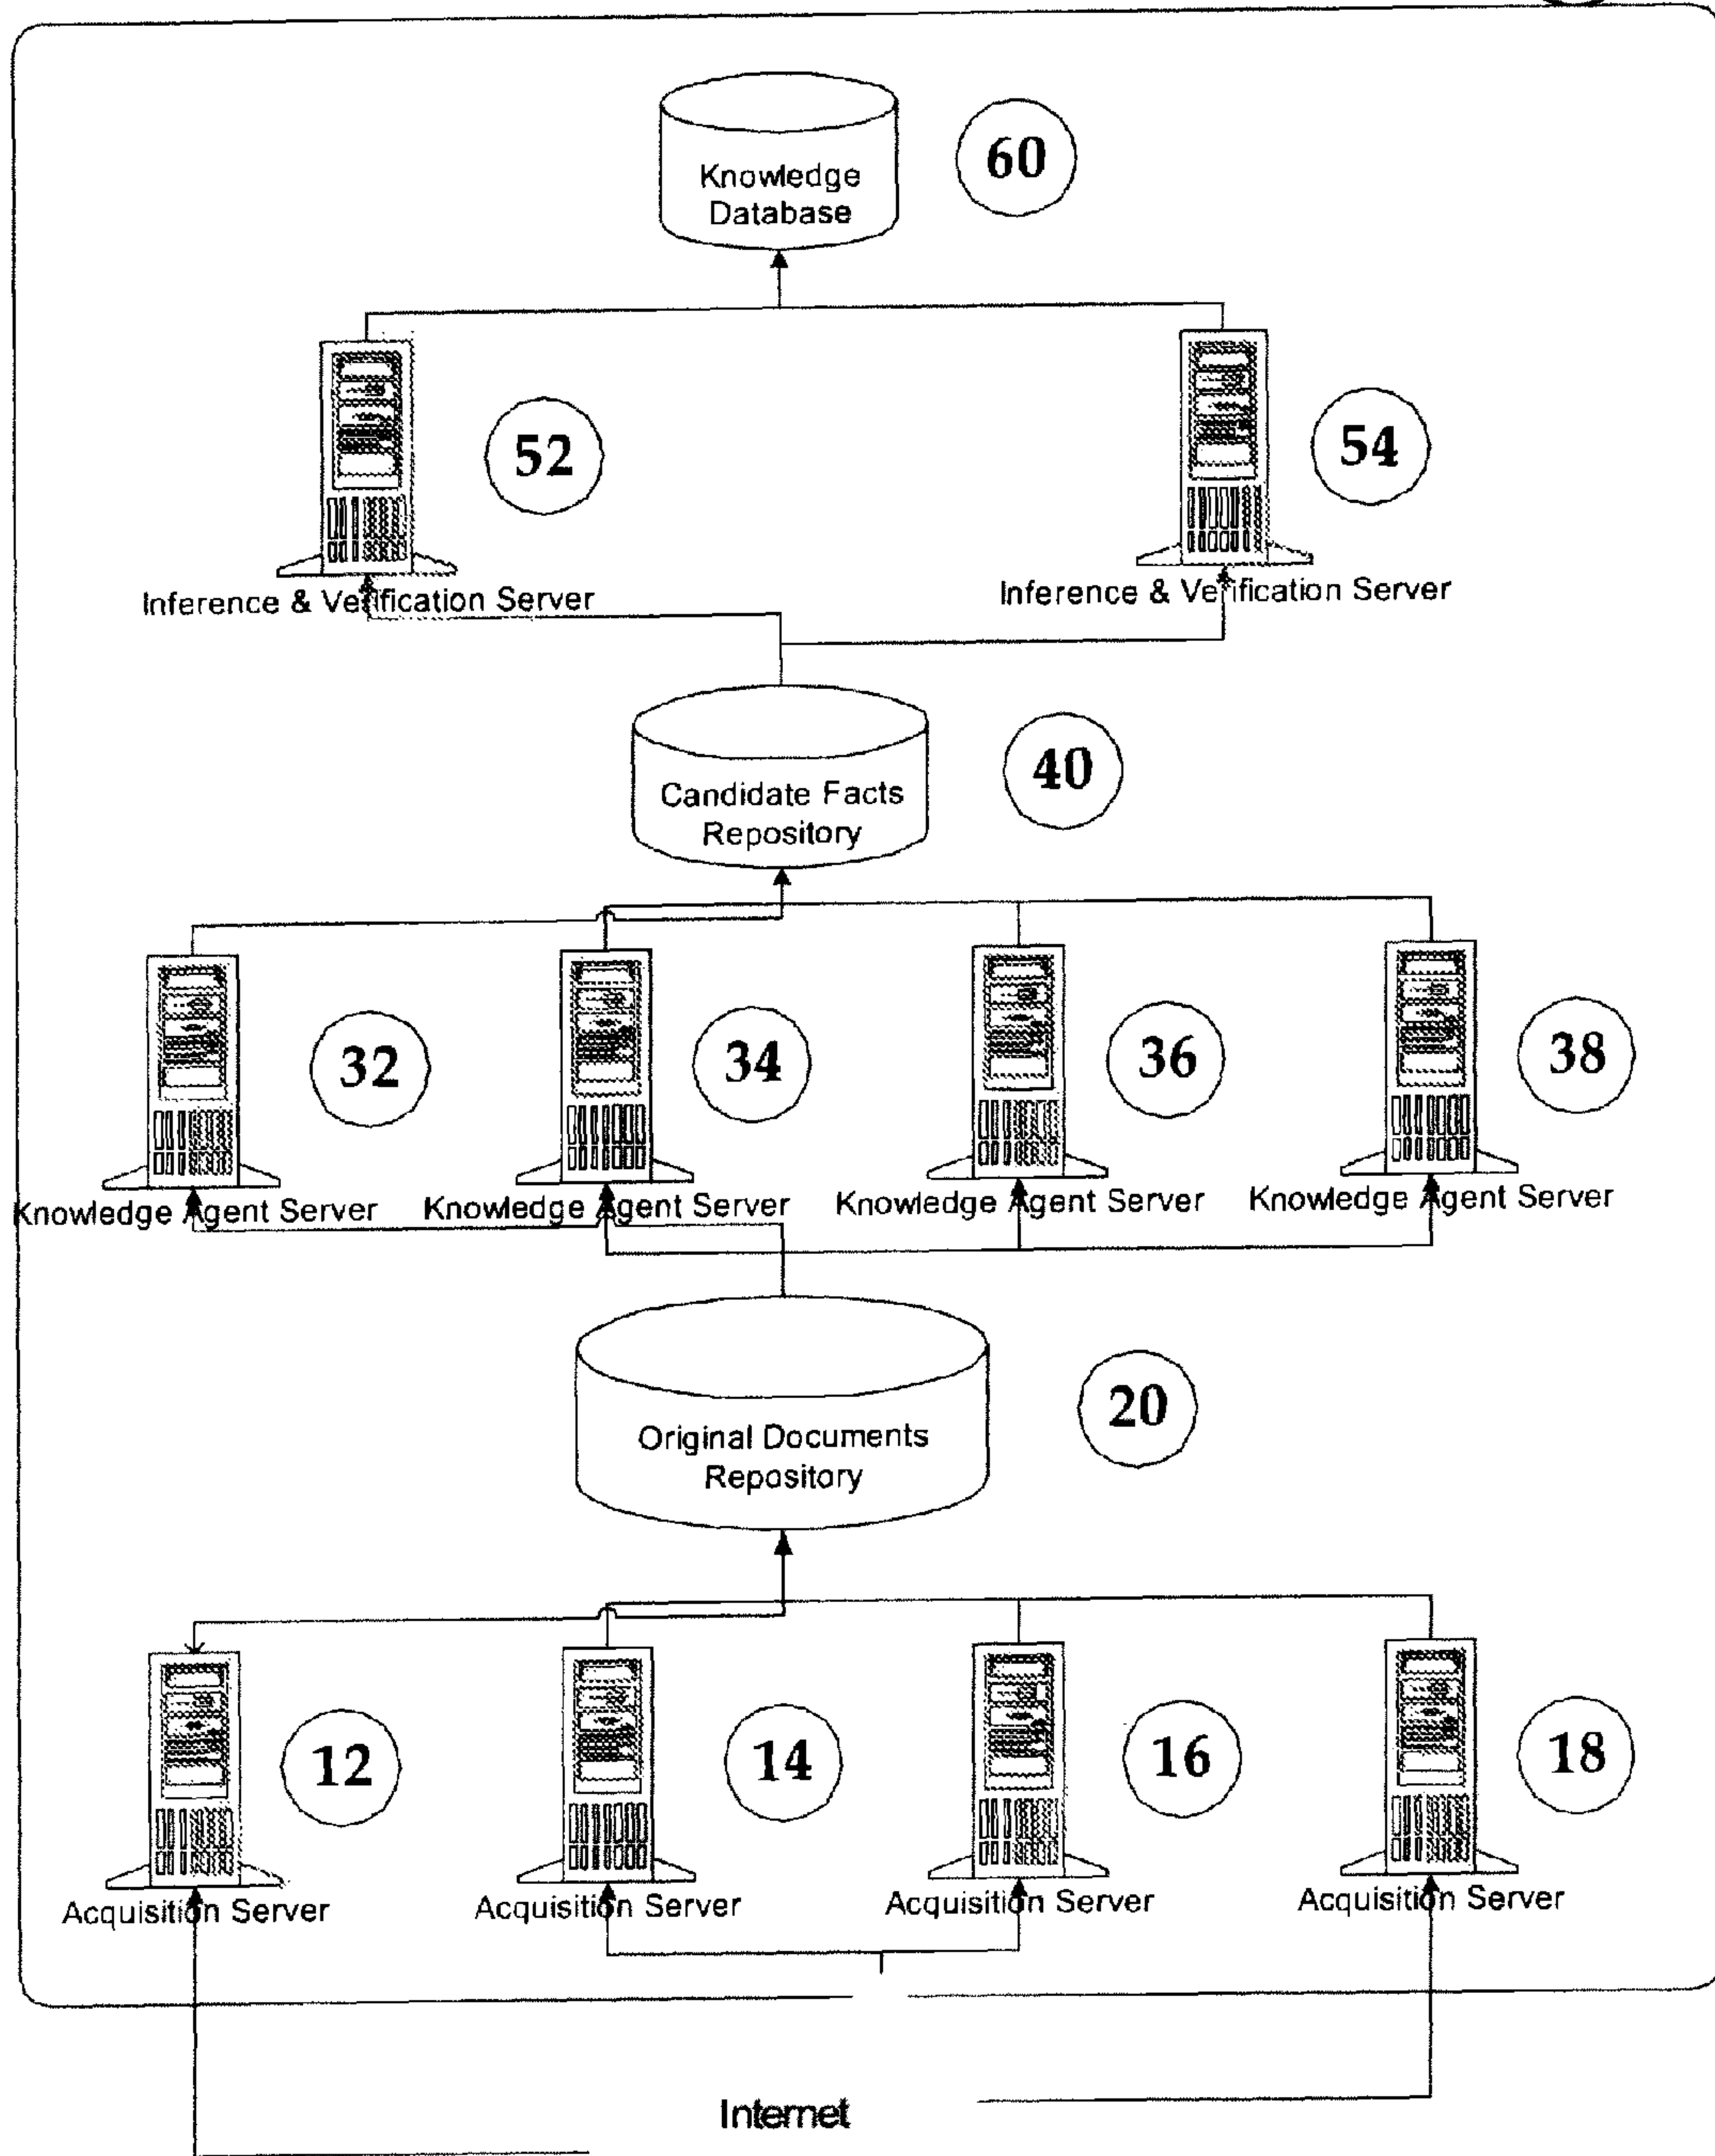 60
Knowledge
Database
52
54
Inference & Verification Server
Inference & Verification Server
40
Candidate Facts
Repository
32
34
36
38
Knowledge Agent Server
Knowledge Agent Server
Knowledge Agent Server
Knowledge Agent Server
20
Original Documents
Repository
12
14
16
18
Acquisition Server
Acquisition Server
Acquisition Server
Acquisition Server
Internet